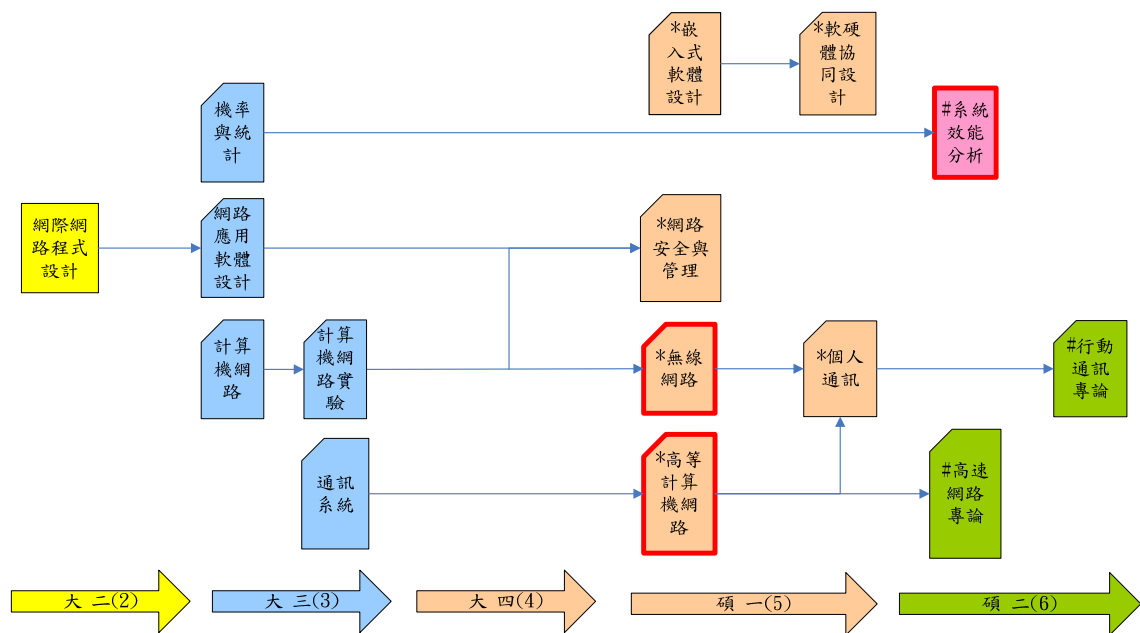 *嵌
入式
軟體
設計
*軟硬
體協
同設
計
機率
與統
計
#系統
效能
分析
網際網
路程式
設計
網路
應用
軟體
設計
*網路
安全與
管理
計算
機網
路
計算
機網
路實
驗
*無線
網路
*個人
通訊
#行動
通訊
專論
通訊
系統
*高等
計算
機網
路
#高速
網路
專論
大 二(2)
大 三(3)
大 四(4)
碩 一(5)
碩 二(6)